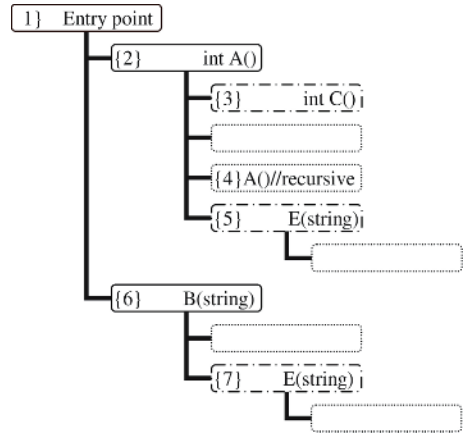 1} Entry point
{2} int A()
{3} int C()
{4}A()//recursive
{5} E(string)
{6} B(string)
{7} E(string)